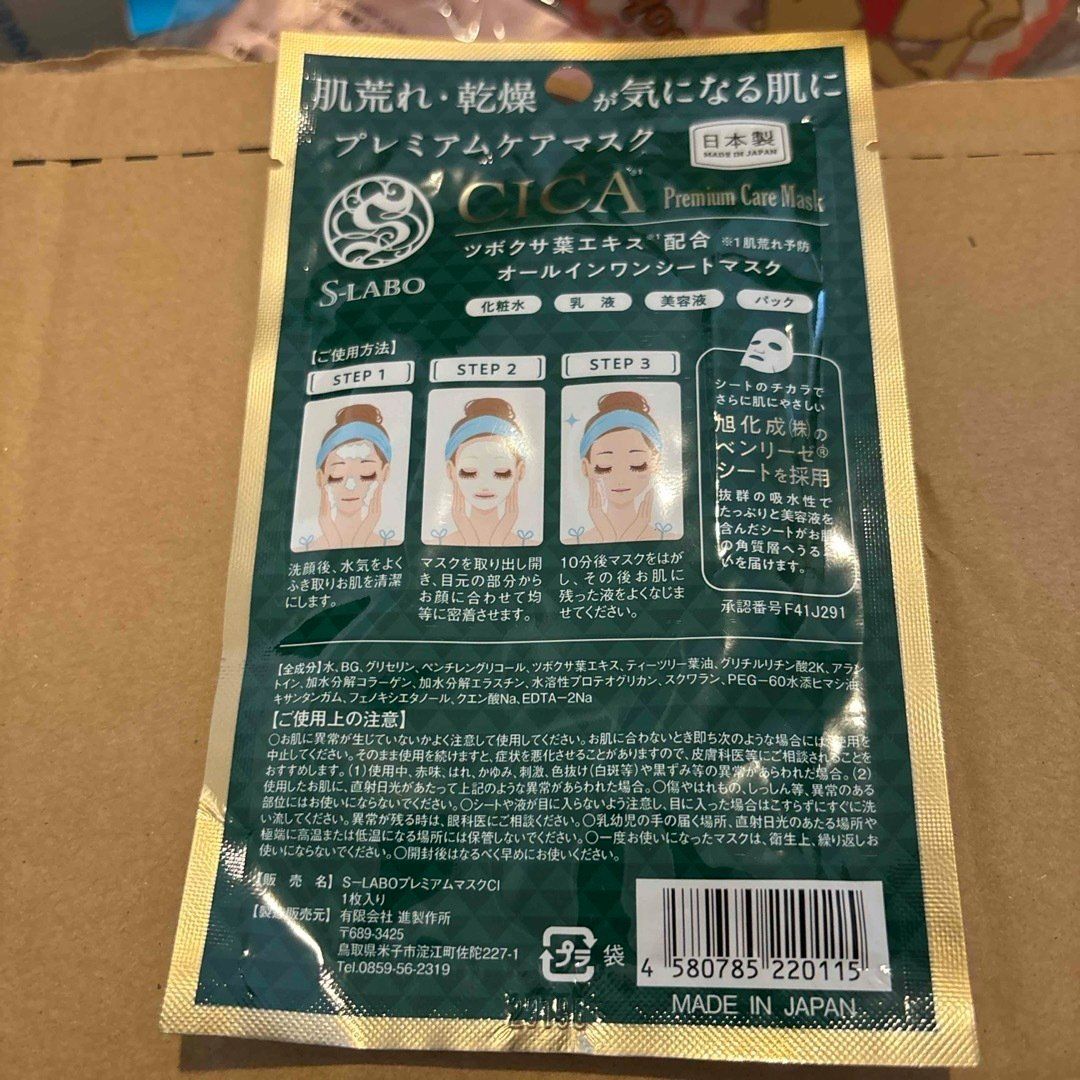 肌荒れ・乾燥が気になる肌に
プレミアムケアマスク
日本製
MADE IN JAPAN
CICA※1 Premium Care Mask
S-LABO
ツボクサ葉エキス※1配合 ※1肌荒れ予防
オールインワンシートマスク
化粧水 乳液 美容液 パック
【ご使用方法】
STEP 1
STEP 2
STEP 3
洗顔後、水気をよく
ふき取りお肌を清潔
にします。
マスクを取り出し開
き、目元の部分から
お顔に合わせて均
等に密着させます。
10分後マスクをはが
し、その後お肌に
残った液をよくなじま
せてください。
シートのチカラで
さらに肌にやさしい
旭化成㈱の
ベンリーゼ®
シートを採用
抜群の吸水性で
たっぷりと美容液を
含んだシートがお肌
の角質層へうる
いを届けます。
承認番号F41J291
【全成分】水、BG、グリセリン、ペンチレングリコール、ツボクサ葉エキス、ティーツリー葉油、グリチルリチン酸2K、アラン
トイン、加水分解コラーゲン、加水分解エラスチン、水溶性プロテオグリカン、スクワラン、PEG-60水添ヒマシ油、
キサンタンガム、フェノキシエタノール、クエン酸Na、EDTA-2Na
【ご使用上の注意】
〇お肌に異常が生じていないかよく注意して使用してください。お肌に合わないとき即ち次のような場合には使用を
中止してください。そのまま使用を続けますと、症状を悪化させることがありますので、皮膚科医等にご相談されることを
おすすめします。(1)使用中、赤味、はれ、かゆみ、刺激、色抜け(白斑等)や黒ずみ等の異常があらわれた場合。(2)
使用したお肌に、直射日光があたって上記のような異常があらわれた場合。〇傷やはれもの、しっしん等、異常のある
部位にはお使いにならないでください。〇シートや液が目に入らないよう注意し、目に入った場合はこすらずにすぐに洗
い流してください。異常が残る時は、眼科医にご相談ください。〇乳幼児の手の届く場所、直射日光のあたる場所や
極端に高温または低温になる場所には保管しないでください。〇一度お使いになったマスクは、衛生上、繰り返しお
使いにならないでください。〇開封後はなるべく早めにお使いください。
【販売名】S-LABOプレミアムマスクCI
1枚入り
【製造販売元】有限会社 進製作所
〒689-3425
鳥取県米子市淀江町佐陀227-1
Tel.0859-56-2319
プラ 袋
4 580785 220115
MADE IN JAPAN